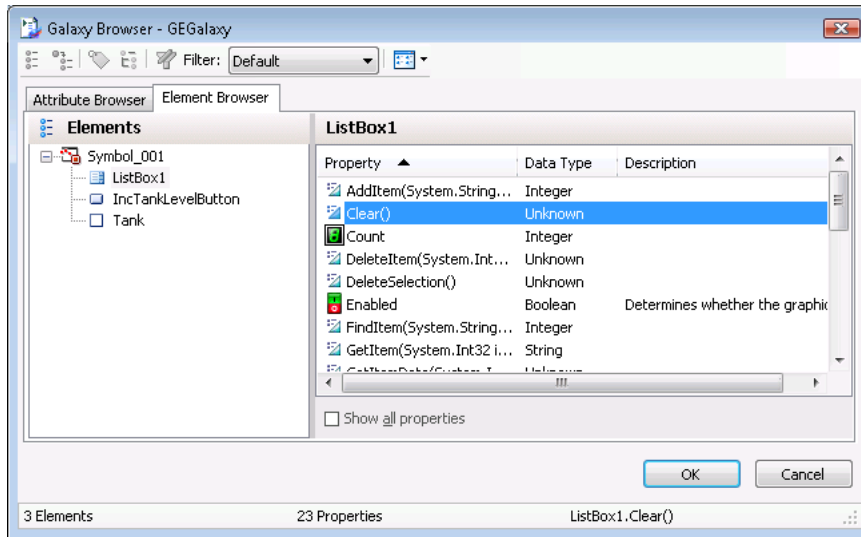 Galaxy Browser - GEGalaxy
Filter: Default
Attribute Browser Element Browser
Elements ListBox1
Property Data Type Description
Symbol_001
ListBox1
IncTankLevelButton
Tank
AddItem(System.String... Integer
Clear() Unknown
Count Integer
DeleteItem(System.Int... Unknown
DeleteSelection() Unknown
Enabled Boolean Determines whether the graphic
FindItem(System.String... Integer
GetItem(System.Int32 i... String
Show all properties
OK Cancel
3 Elements 23 Properties ListBox1.Clear()